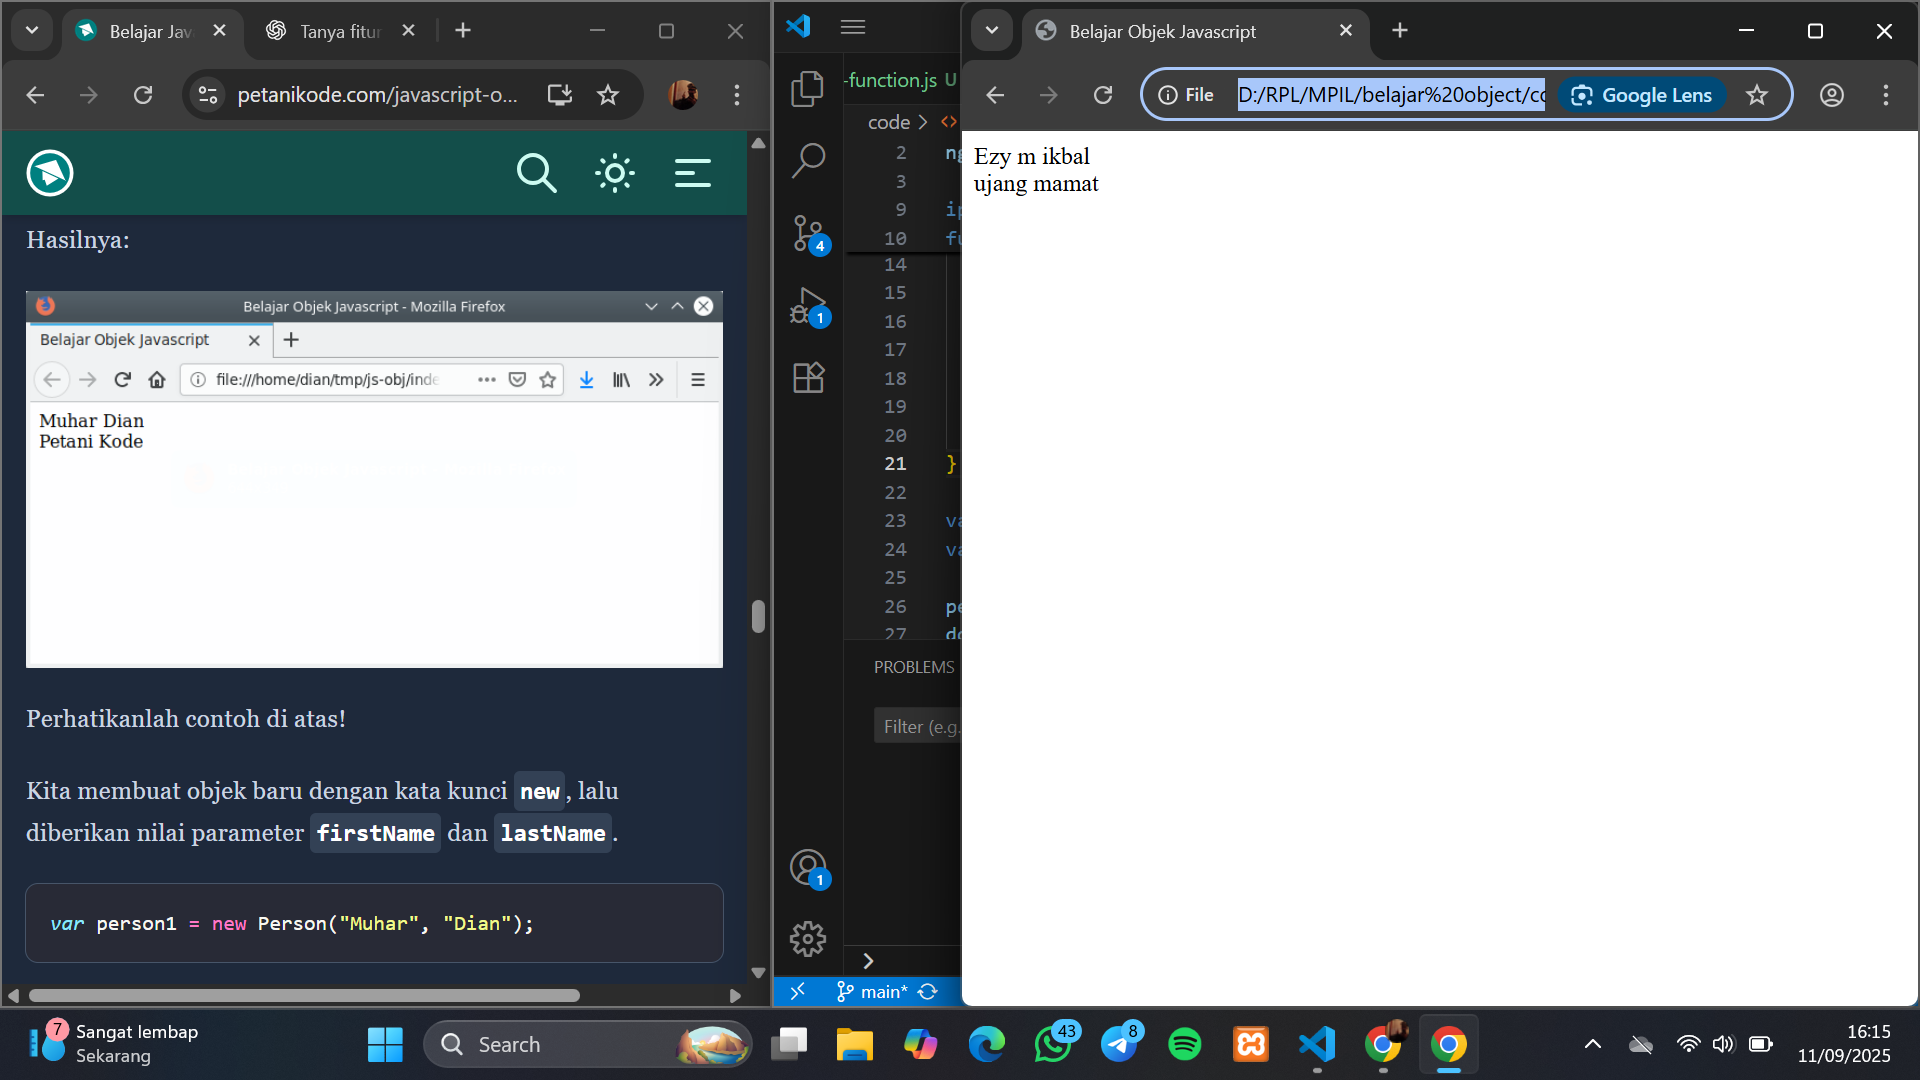 Belajar Jav
Tanya fitur
petanikode.com/javascript-o...
Hasilnya:
Belajar Objek Javascript - Mozilla Firefox
Belajar Objek Javascript
file:///home/dian/tmp/js-obj/inde
Muhar Dian
Petani Kode
Perhatikanlah contoh di atas!
Kita membuat objek baru dengan kata kunci new, lalu
diberikan nilai parameter firstName dan lastName.
var person1 = new Person("Muhar", "Dian");
-function.js U
code >
2
3
9
10
14
15
16
17
18
19
20
21 }
22
23 va
24 va
25
26 pe
27 do
4
1
PROBLEMS
Filter (e.g.
1
main*
Belajar Objek Javascript
File D:/RPL/MPIL/belajar%20object/co
Google Lens
Ezy m ikbal
ujang mamat
7
Sangat lembap
Sekarang
Search
43
8
16:15
11/09/2025